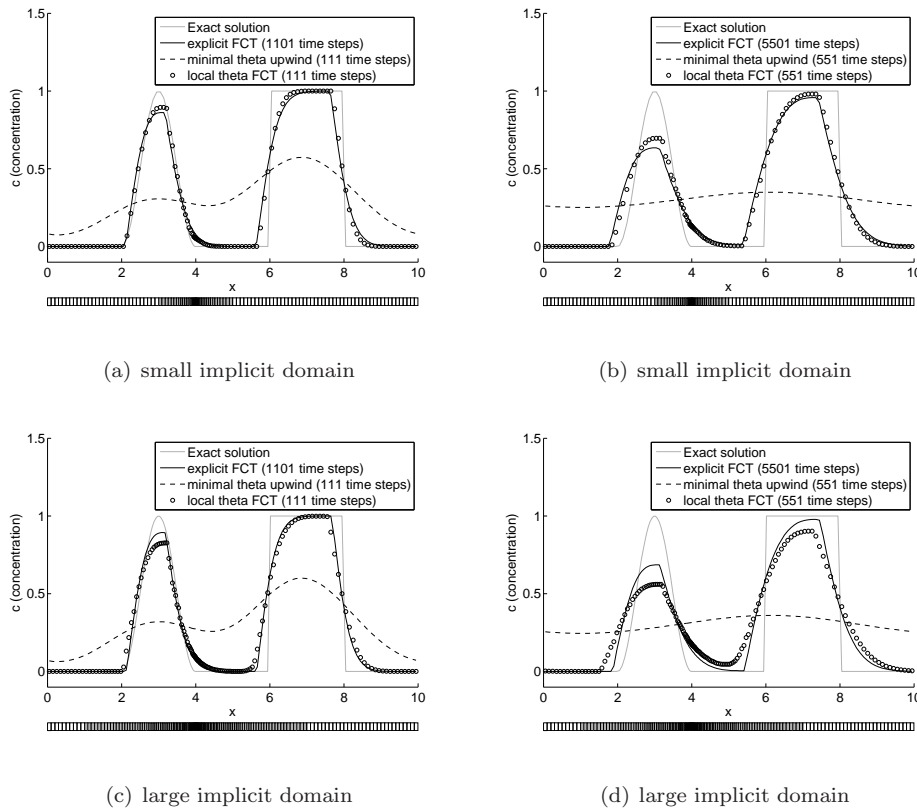 1.5
1
0.5
0
c (concentration)
Exact solution
explicit FCT (1101 time steps)
minimal theta upwind (111 time steps)
local theta FCT (111 time steps)
0 2 4 6 8 10
x
(a) small implicit domain
1.5
1
0.5
0
c (concentration)
Exact solution
explicit FCT (5501 time steps)
minimal theta upwind (551 time steps)
local theta FCT (551 time steps)
0 2 4 6 8 10
x
(b) small implicit domain
1.5
1
0.5
0
c (concentration)
Exact solution
explicit FCT (1101 time steps)
minimal theta upwind (111 time steps)
local theta FCT (111 time steps)
0 2 4 6 8 10
x
(c) large implicit domain
1.5
1
0.5
0
c (concentration)
Exact solution
explicit FCT (5501 time steps)
minimal theta upwind (551 time steps)
local theta FCT (551 time steps)
0 2 4 6 8 10
x
(d) large implicit domain